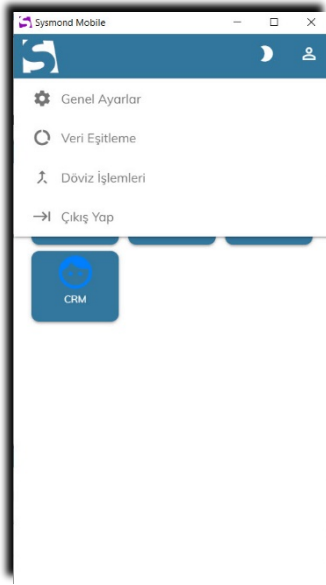 Sysmond Mobile
Genel Ayarlar
Veri Eşitleme
Döviz İşlemleri
Çıkış Yap
CRM